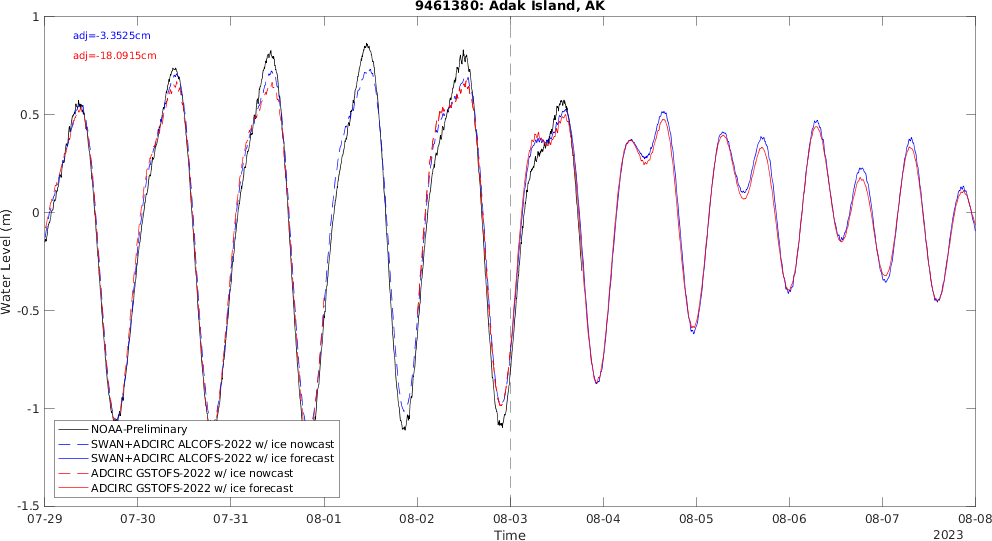 9461380: Adak Island, AK
adj=-3.3525cm
adj=-18.0915cm
Water Level (m)
1
0.5
0
-0.5
-1
-1.5
NOAA-Preliminary
SWAN+ADCIRC ALCOFS-2022 w/ ice nowcast
SWAN+ADCIRC ALCOFS-2022 w/ ice forecast
ADCIRC GSTOFS-2022 w/ ice nowcast
ADCIRC GSTOFS-2022 w/ ice forecast
07-29 07-30 07-31 08-01 08-02 08-03 08-04 08-05 08-06 08-07 08-08
Time
2023